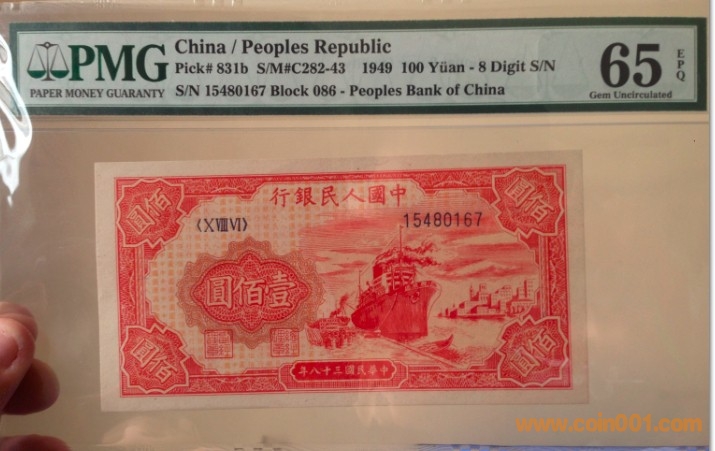 PMG
PAPER MONEY GUARANTY
China / Peoples Republic
Pick# 831b S/M#C282-43 1949 100 Yüan - 8 Digit S/N
S/N 15480167 Block 086 - Peoples Bank of China
65 EPQ
Gem Uncirculated
行銀民人國中
佰圓
佰圓
〈XⅧⅥ〉
15480167
圓佰壹
佰圓
佰圓
年八十三國民華中
www.coin001.com